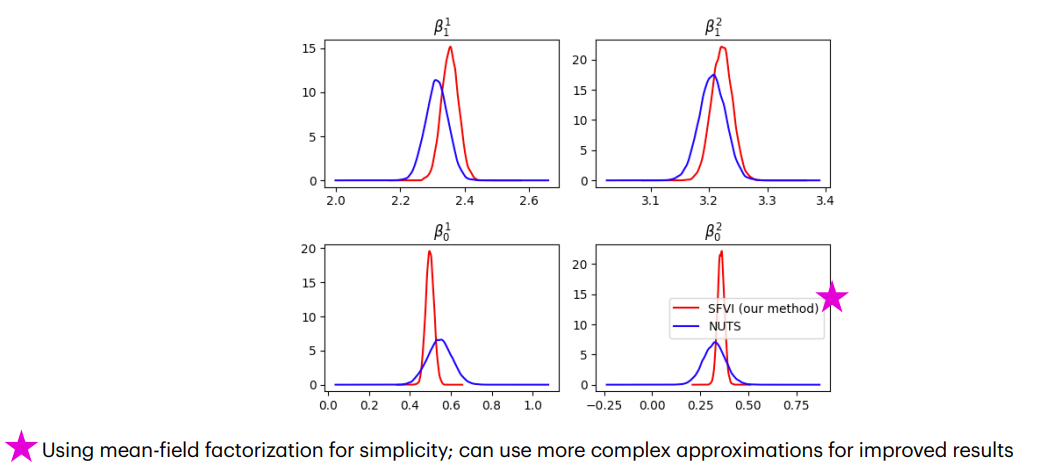 β₁¹
β₁²
15
10
5
0
2.0 2.2 2.4 2.6
20
15
10
5
0
3.1 3.2 3.3 3.4
β₀¹
β₀²
20
15
10
5
0
0.0 0.2 0.4 0.6 0.8 1.0
20
15
10
5
0
−0.25 0.00 0.25 0.50 0.75
SFVI (our method)
NUTS
Using mean-field factorization for simplicity; can use more complex approximations for improved results